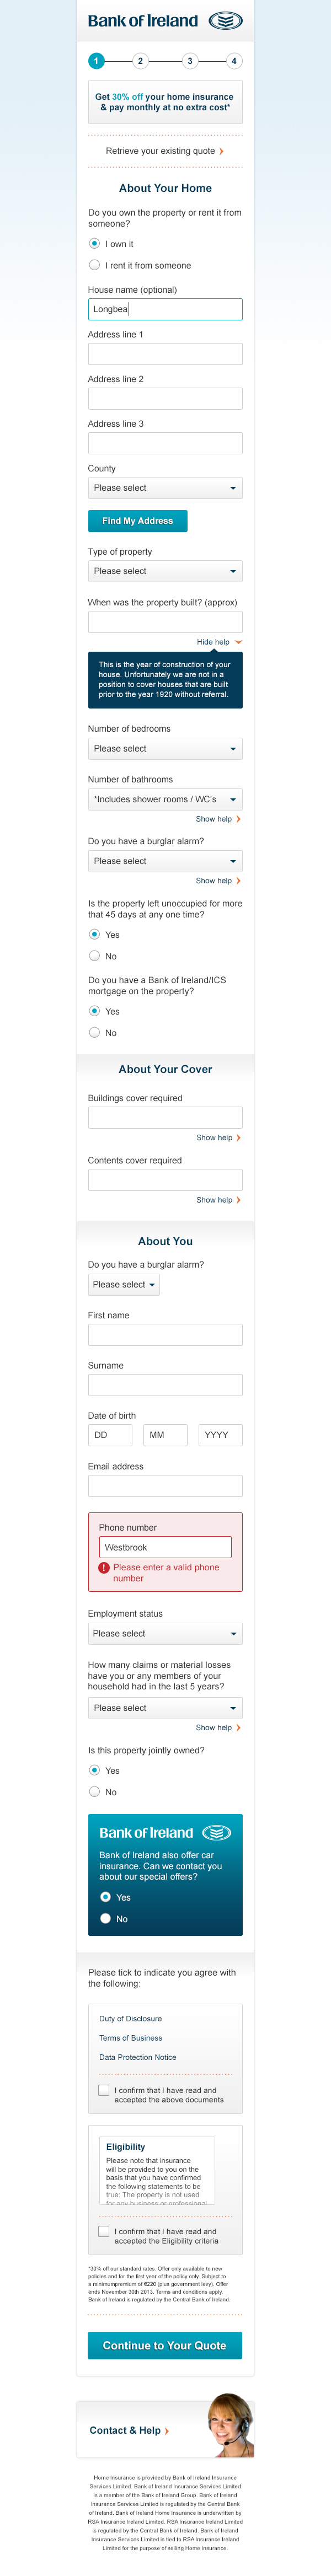 Bank of Ireland
1 2 3 4
Get 30% off your home insurance
& pay monthly at no extra cost*
Retrieve your existing quote
About Your Home
Do you own the property or rent it from
someone?
I own it
I rent it from someone
House name (optional)
Longbea
Address line 1
Address line 2
Address line 3
County
Please select
Find My Address
Type of property
Please select
When was the property built? (approx)
Hide help
This is the year of construction of your
house. Unfortunately we are not in a
position to cover houses that are built
prior to the year 1920 without referral.
Number of bedrooms
Please select
Number of bathrooms
*Includes shower rooms / WC's
Show help
Do you have a burglar alarm?
Please select
Show help
Is the property left unoccupied for more
that 45 days at any one time?
Yes
No
Do you have a Bank of Ireland/ICS
mortgage on the property?
Yes
No
About Your Cover
Buildings cover required
Show help
Contents cover required
Show help
About You
Do you have a burglar alarm?
Please select
First name
Surname
Date of birth
DD MM YYYY
Email address
Phone number
Westbrook
! Please enter a valid phone
number
Employment status
Please select
How many claims or material losses
have you or any members of your
household had in the last 5 years?
Please select
Show help
Is this property jointly owned?
Yes
No
Bank of Ireland
Bank of Ireland also offer car
insurance. Can we contact you
about our special offers?
Yes
No
Please tick to indicate you agree with
the following:
Duty of Disclosure
Terms of Business
Data Protection Notice
I confirm that I have read and
accepted the above documents
Eligibility
Please note that insurance
will be provided to you on the
basis that you have confirmed
the following statements to be
true: The property is not used
for any business or professional
I confirm that I have read and
accepted the Eligibility criteria
*30% off our standard rates. Offer only available to new
policies and for the first year of the policy only. Subject to
a minimumpremium of €220 (plus government levy). Offer
ends November 30th 2013. Terms and conditions apply.
Bank of Ireland is regulated by the Central Bank of Ireland.
Continue to Your Quote
Contact & Help
Home Insurance is provided by Bank of Ireland Insurance
Services Limited. Bank of Ireland Insurance Services Limited
is a member of the Bank of Ireland Group. Bank of Ireland
Insurance Services Limited is regulated by the Central Bank
of Ireland. Bank of Ireland Home Insurance is underwritten by
RSA Insurance Ireland Limited. RSA Insurance Ireland Limited
is regulated by the Central Bank of Ireland. Bank of Ireland
Insurance Services Limited is tied to RSA Insurance Ireland
Limited for the purpose of selling Home Insurance.